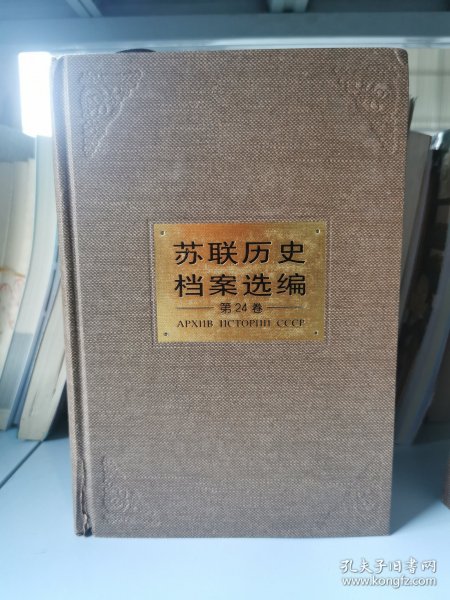 苏联历史
档案选编
第24卷
АРХИВ ИСТОРИИ СССР
孔夫子旧书网
www.kongfz.com